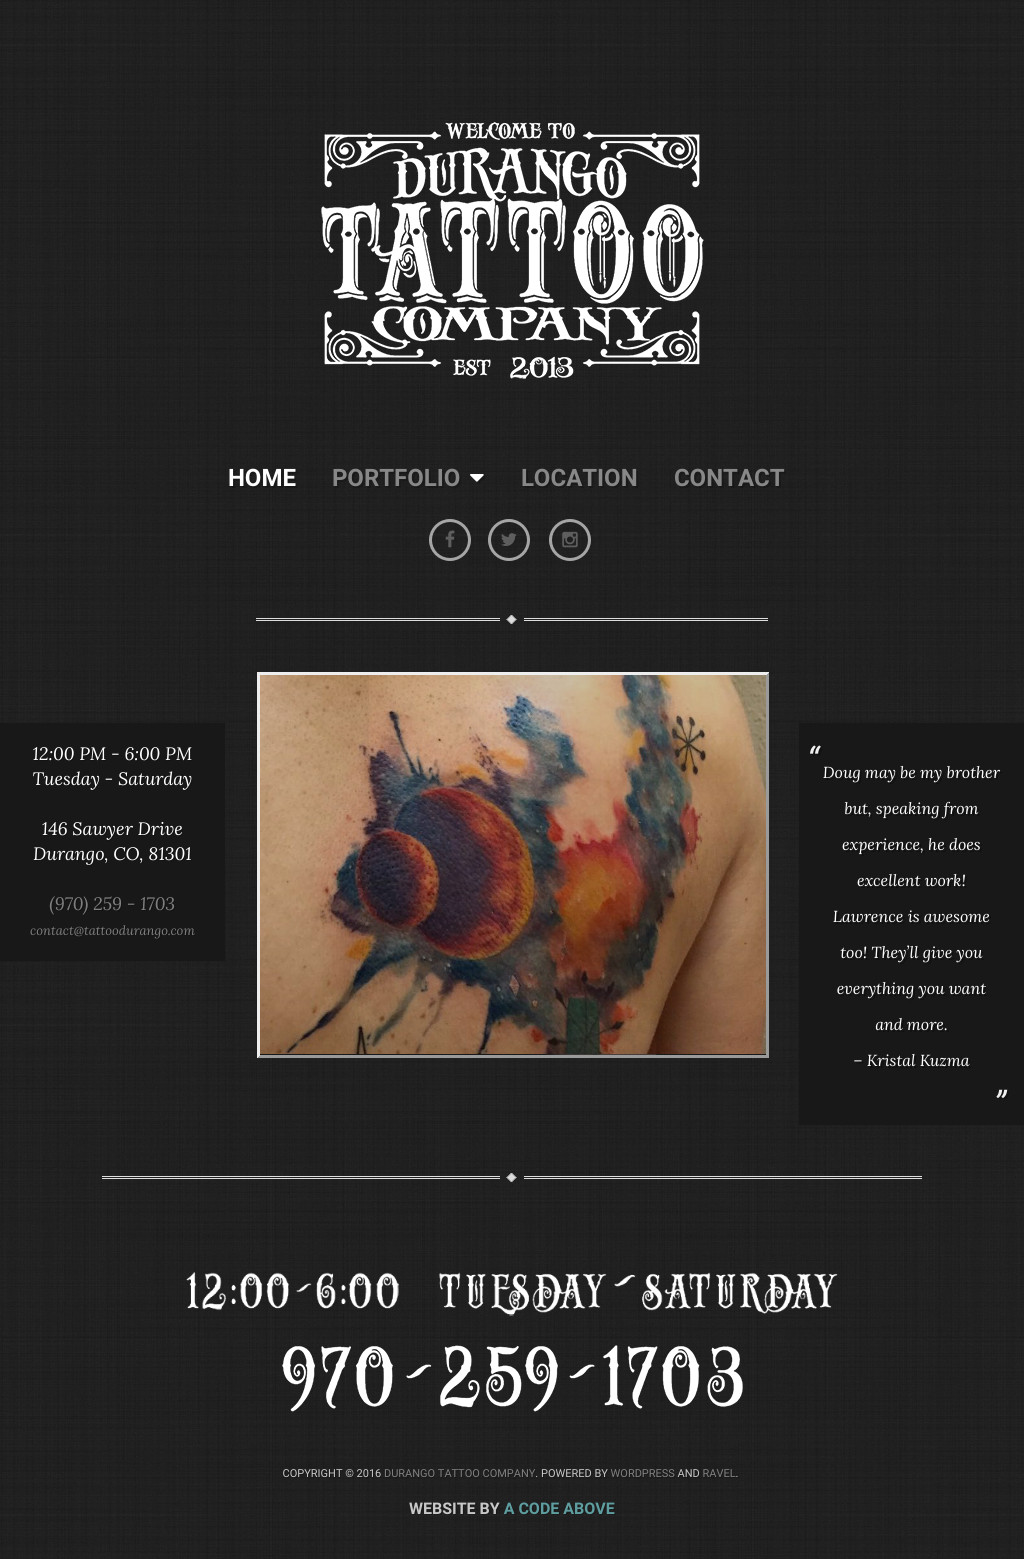 WELCOME TO
DURANGO
TATTOO
COMPANY
EST 2013
HOME PORTFOLIO LOCATION CONTACT
12:00 PM - 6:00 PM
Tuesday - Saturday
146 Sawyer Drive
Durango, CO, 81301
(970) 259 - 1703
contact@tattoodurango.com
“
Doug may be my brother
but, speaking from
experience, he does
excellent work!
Lawrence is awesome
too! They’ll give you
everything you want
and more.
– Kristal Kuzma
”
12:00-6:00 TUESDAY-SATURDAY
970-259-1703
COPYRIGHT © 2016 DURANGO TATTOO COMPANY. POWERED BY WORDPRESS AND RAVEL.
WEBSITE BY A CODE ABOVE